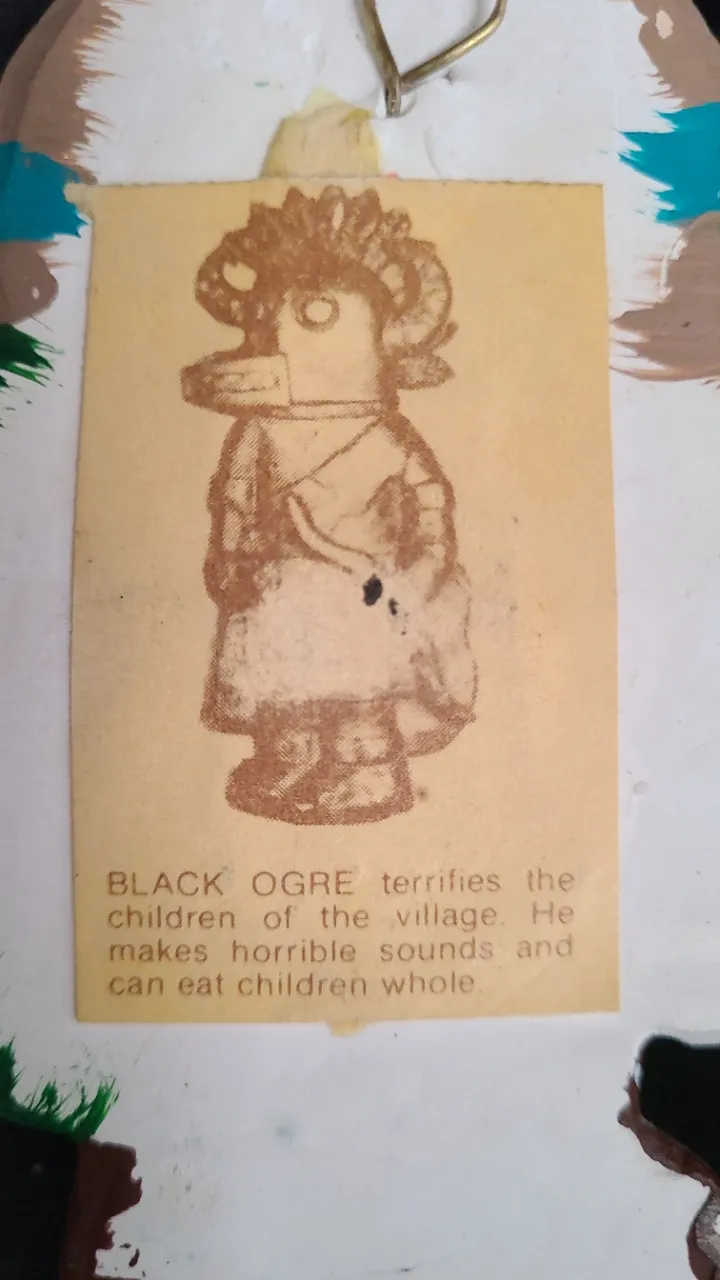 BLACK OGRE terrifies the
children of the village. He
makes horrible sounds and
can eat children whole.